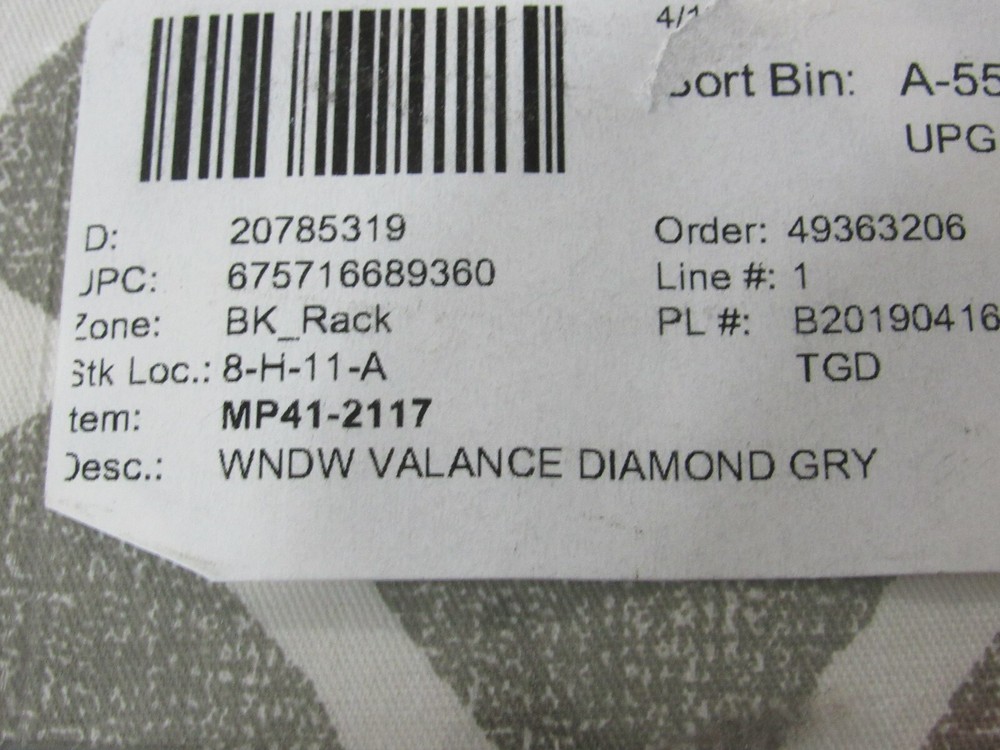 4/1
Sort Bin: A-55
UPG
D: 20785319
JPC: 675716689360
Zone: BK_Rack
Stk Loc.: 8-H-11-A
tem: MP41-2117
Desc.: WNDW VALANCE DIAMOND GRY
Order: 49363206
Line #: 1
PL #: B20190416
TGD